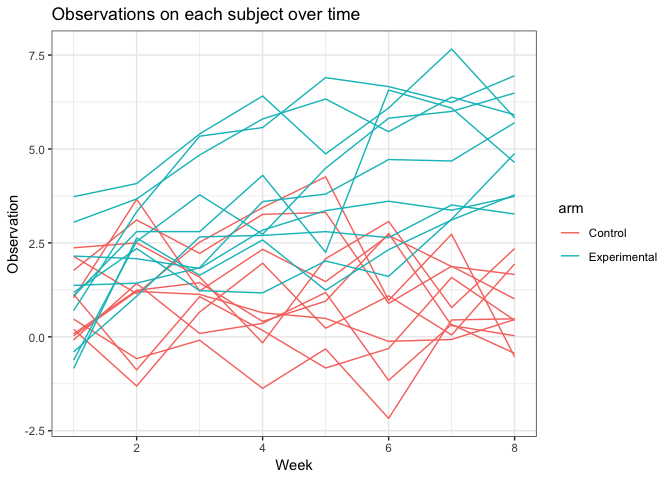 Observations on each subject over time
7.5
5.0
2.5
0.0
-2.5
Observation
2
4
6
8
Week
arm
Control
Experimental